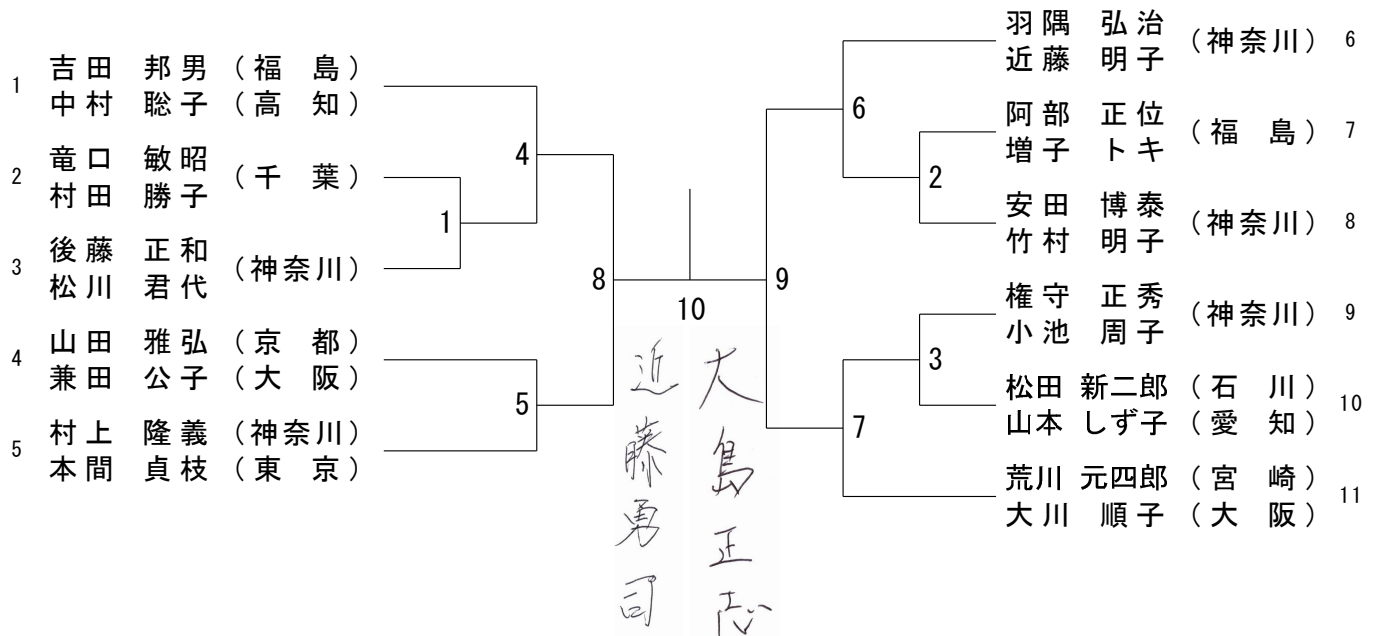 1 吉田 邦男 (福 島)
中村 聡子 (高 知)
2 竜口 敏昭 (千 葉)
村田 勝子
3 後藤 正和 (神奈川)
松川 君代
4 山田 雅弘 (京 都)
兼田 公子 (大 阪)
5 村上 隆義 (神奈川)
本間 貞枝 (東 京)
4
1
8
5
10
9
6
2
3
7
羽隅 弘治 (神奈川) 6
近藤 明子
阿部 正位 (福 島) 7
増子 トキ
安田 博泰 (神奈川) 8
竹村 明子
権守 正秀 (神奈川) 9
小池 周子
松田 新二郎 (石 川) 10
山本 しず子 (愛 知)
荒川 元四郎 (宮 崎) 11
大川 順子 (大 阪)
大島正志
近藤勇司